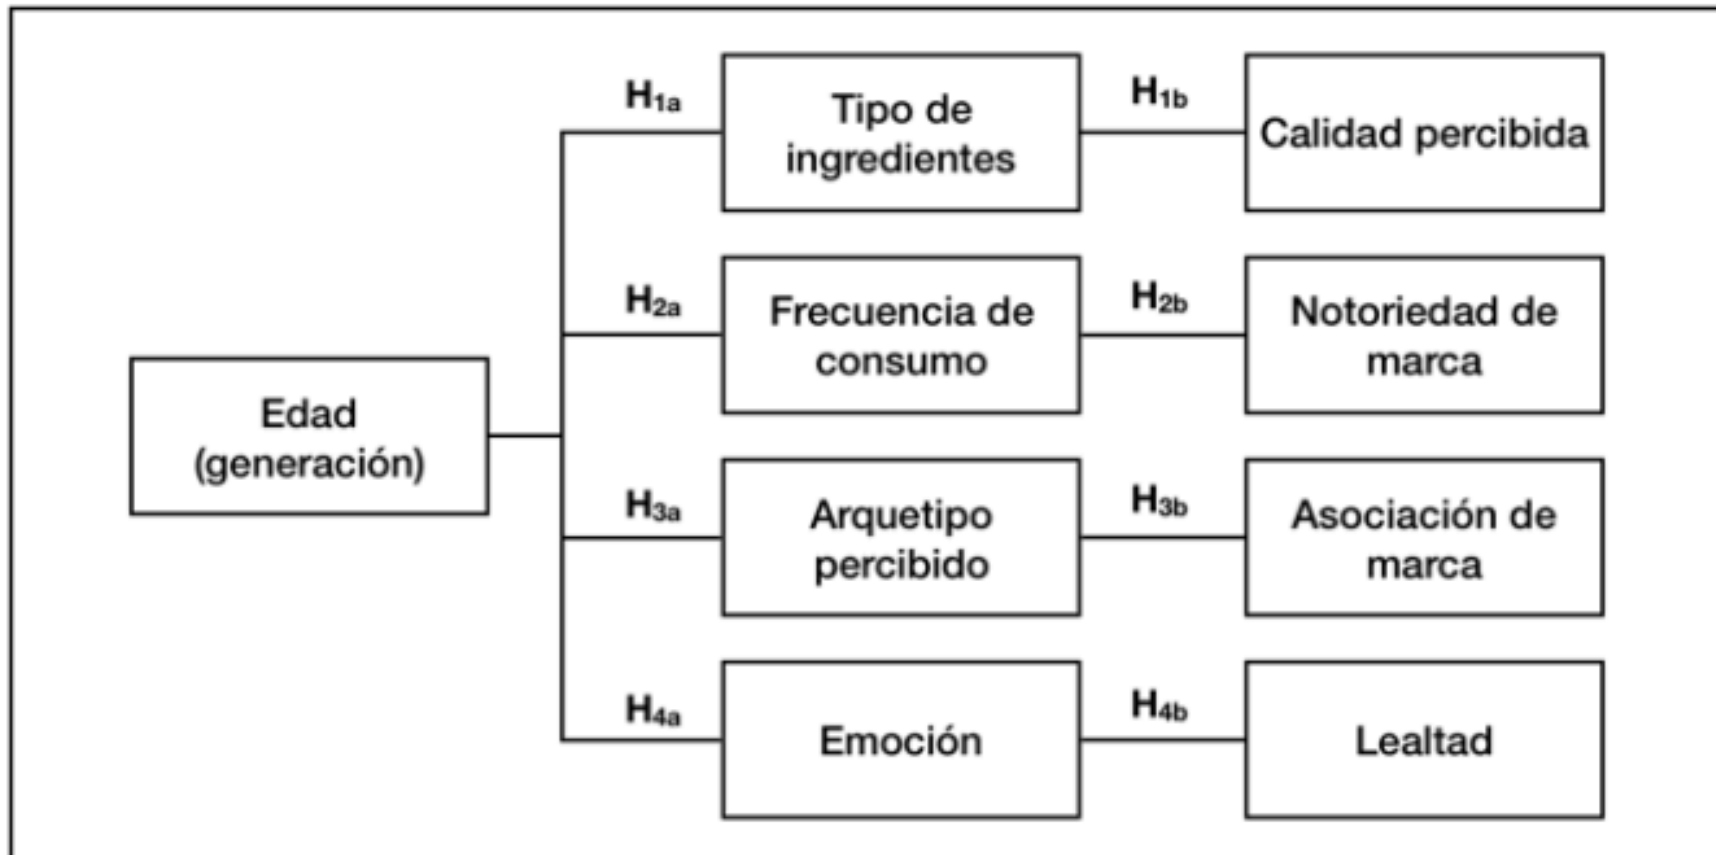 H1a
Tipo de
ingredientes
H1b
Calidad percibida
H2a
Frecuencia de
consumo
H2b
Notoriedad de
marca
Edad
(generación)
H3a
Arquetipo
percibido
H3b
Asociación de
marca
H4a
Emoción
H4b
Lealtad